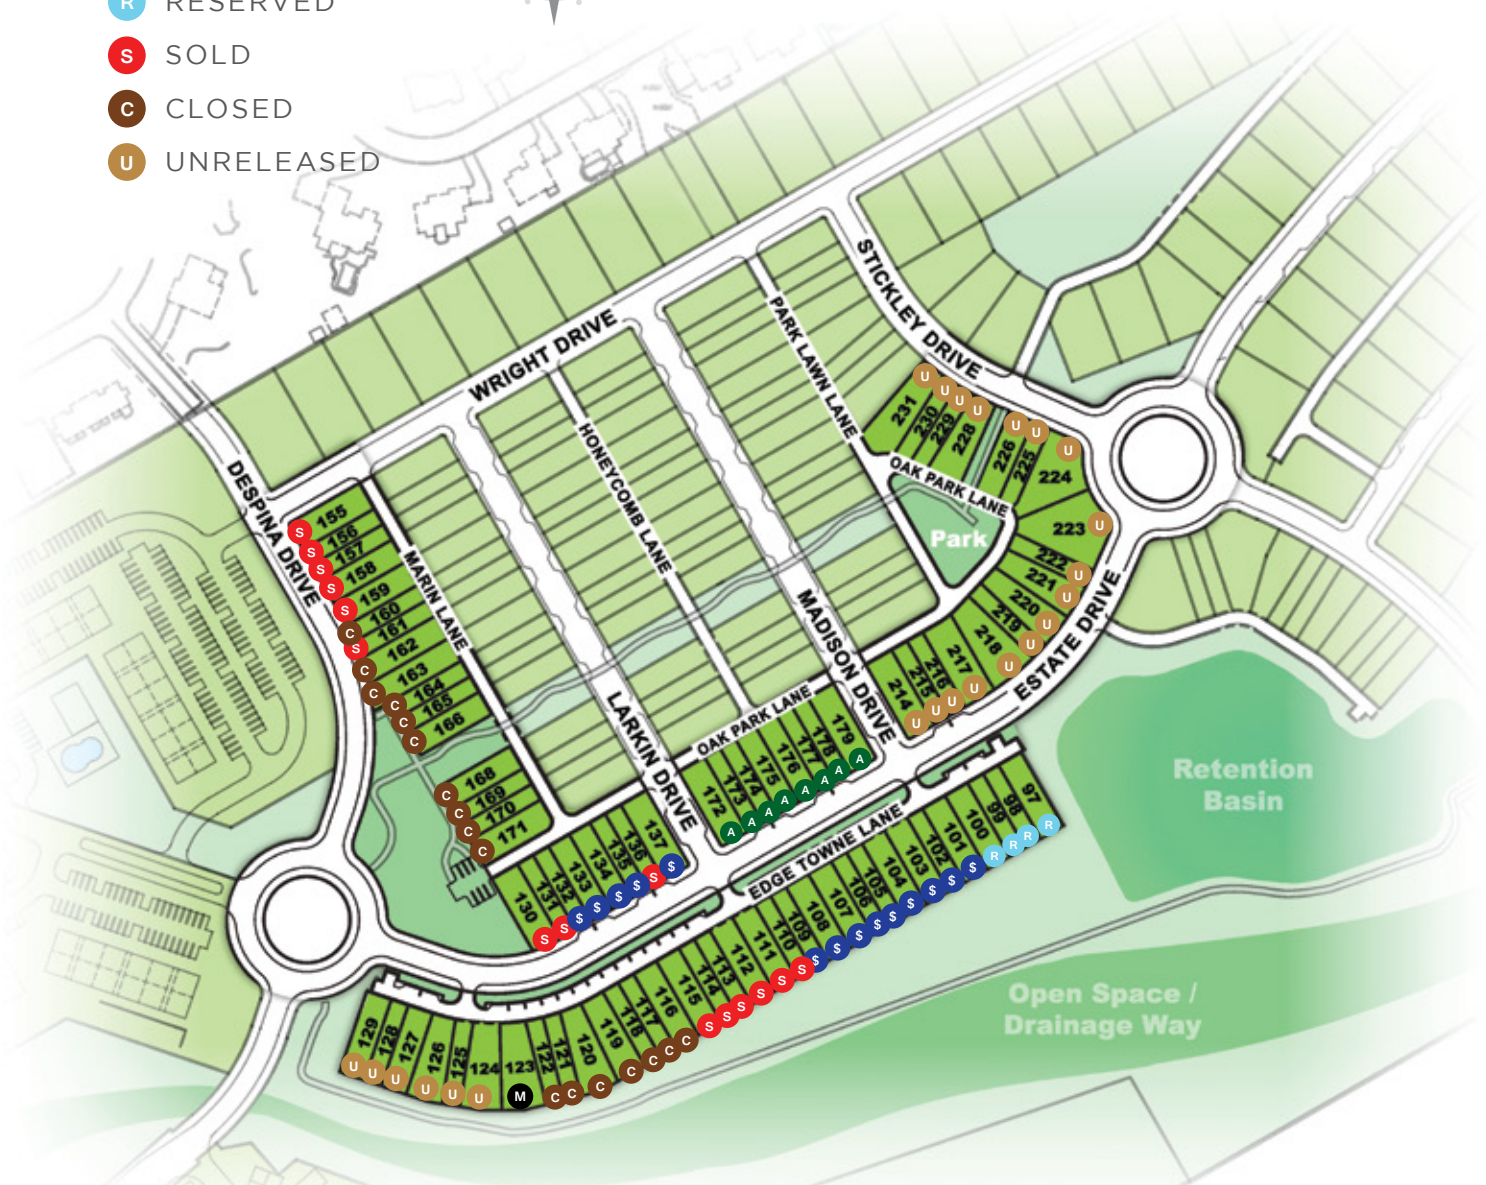 R RESERVED
S SOLD
C CLOSED
U UNRELEASED
WRIGHT DRIVE
STICKLEY DRIVE
PARK LAWN LANE
HONEYCOMB LANE
DESPINA DRIVE
MARIN LANE
LARKIN DRIVE
MADISON DRIVE
OAK PARK LANE
OAK PARK LANE
ESTATE DRIVE
EDGE TOWNE LANE
Park
Retention
Basin
Open Space /
Drainage Way
231
U
230
U
229
U
228
U
226
U
225
U
224
U
223
U
222
U
221
U
220
U
219
U
218
U
217
U
216
U
215
U
214
U
155
S
156
S
157
S
158
S
159
S
160
C
161
S
162
C
163
C
164
C
165
C
166
C
168
C
169
C
170
C
171
C
172
A
173
A
174
A
175
A
176
A
177
A
178
A
179
A
130
S
131
S
132
$
133
$
134
$
135
$
136
S
137
$
97
R
98
R
99
R
100
R
101
$
102
$
103
$
104
$
105
$
106
$
107
$
108
$
109
$
110
S
111
S
112
S
113
S
114
S
115
S
116
C
117
C
118
C
119
C
120
C
121
C
122
C
123
M
124
U
125
U
126
U
127
U
128
U
129
U